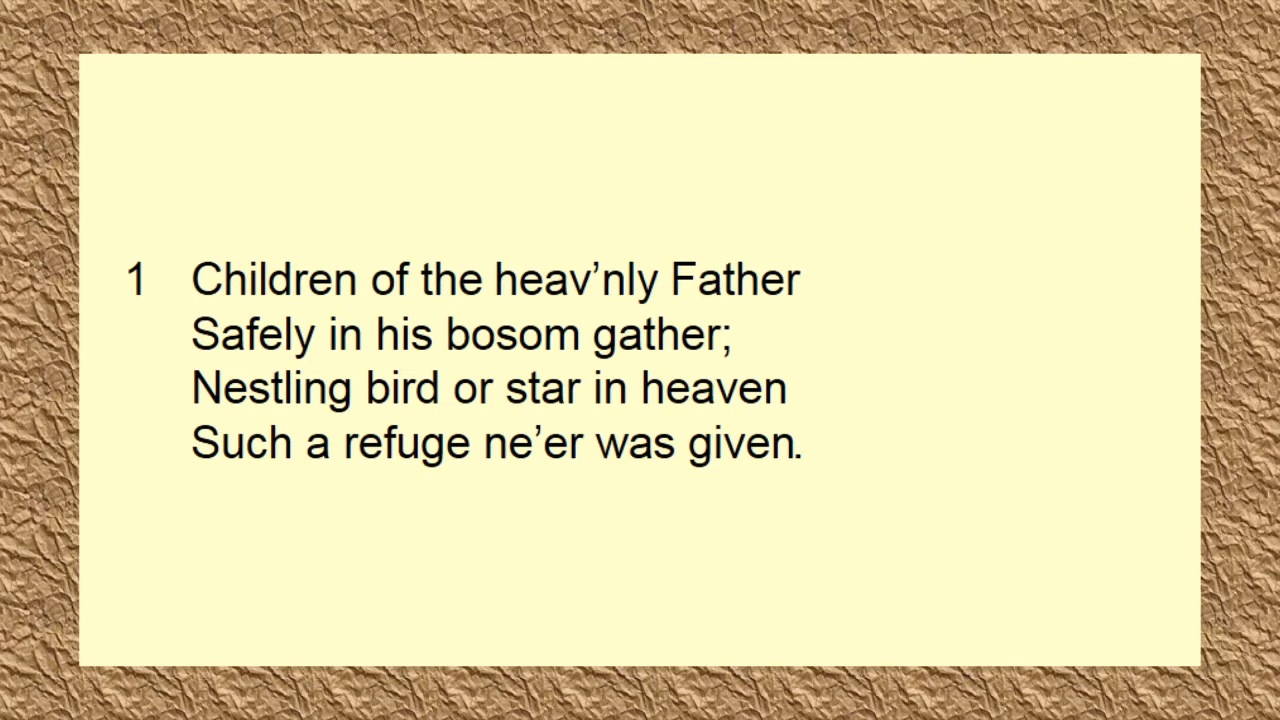 1 Children of the heav’nly Father
Safely in his bosom gather;
Nestling bird or star in heaven
Such a refuge ne’er was given.